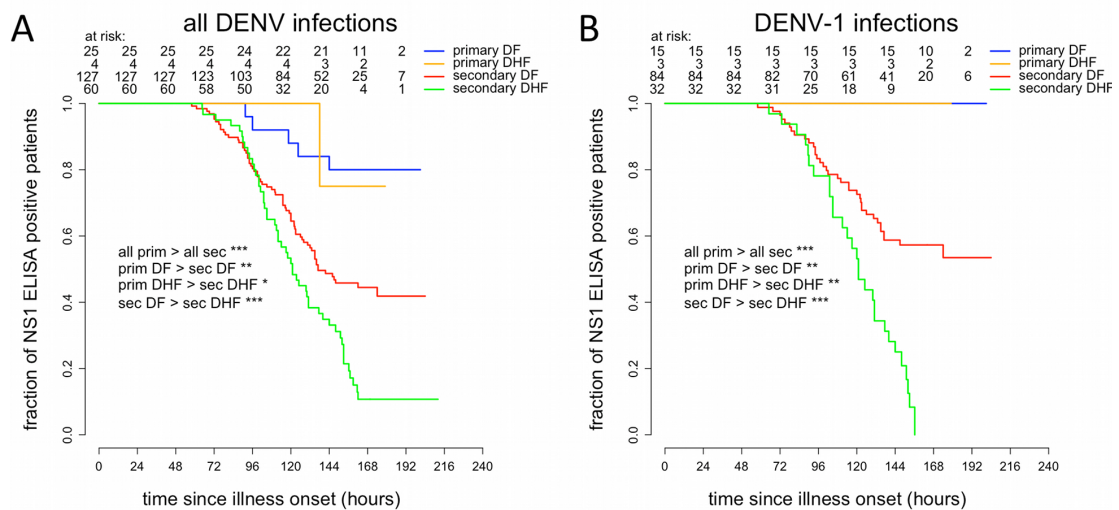 A
all DENV infections
at risk:
25 25 25 25 24 22 21 11 2 primary DF
4 4 4 4 4 4 3 2 primary DHF
127 127 127 123 103 84 52 25 7 secondary DF
60 60 60 58 50 32 20 4 1 secondary DHF
1.0
0.8
0.6
0.4
0.2
0.0
fraction of NS1 ELISA positive patients
all prim > all sec ***
prim DF > sec DF **
prim DHF > sec DHF *
sec DF > sec DHF ***
0 24 48 72 96 120 144 168 192 216 240
time since illness onset (hours)
B
DENV-1 infections
at risk:
15 15 15 15 15 15 15 10 2 primary DF
3 3 3 3 3 3 3 2 primary DHF
84 84 84 82 70 61 41 20 6 secondary DF
32 32 32 31 25 18 9 secondary DHF
1.0
0.8
0.6
0.4
0.2
0.0
fraction of NS1 ELISA positive patients
all prim > all sec ***
prim DF > sec DF **
prim DHF > sec DHF **
sec DF > sec DHF ***
0 24 48 72 96 120 144 168 192 216 240
time since illness onset (hours)